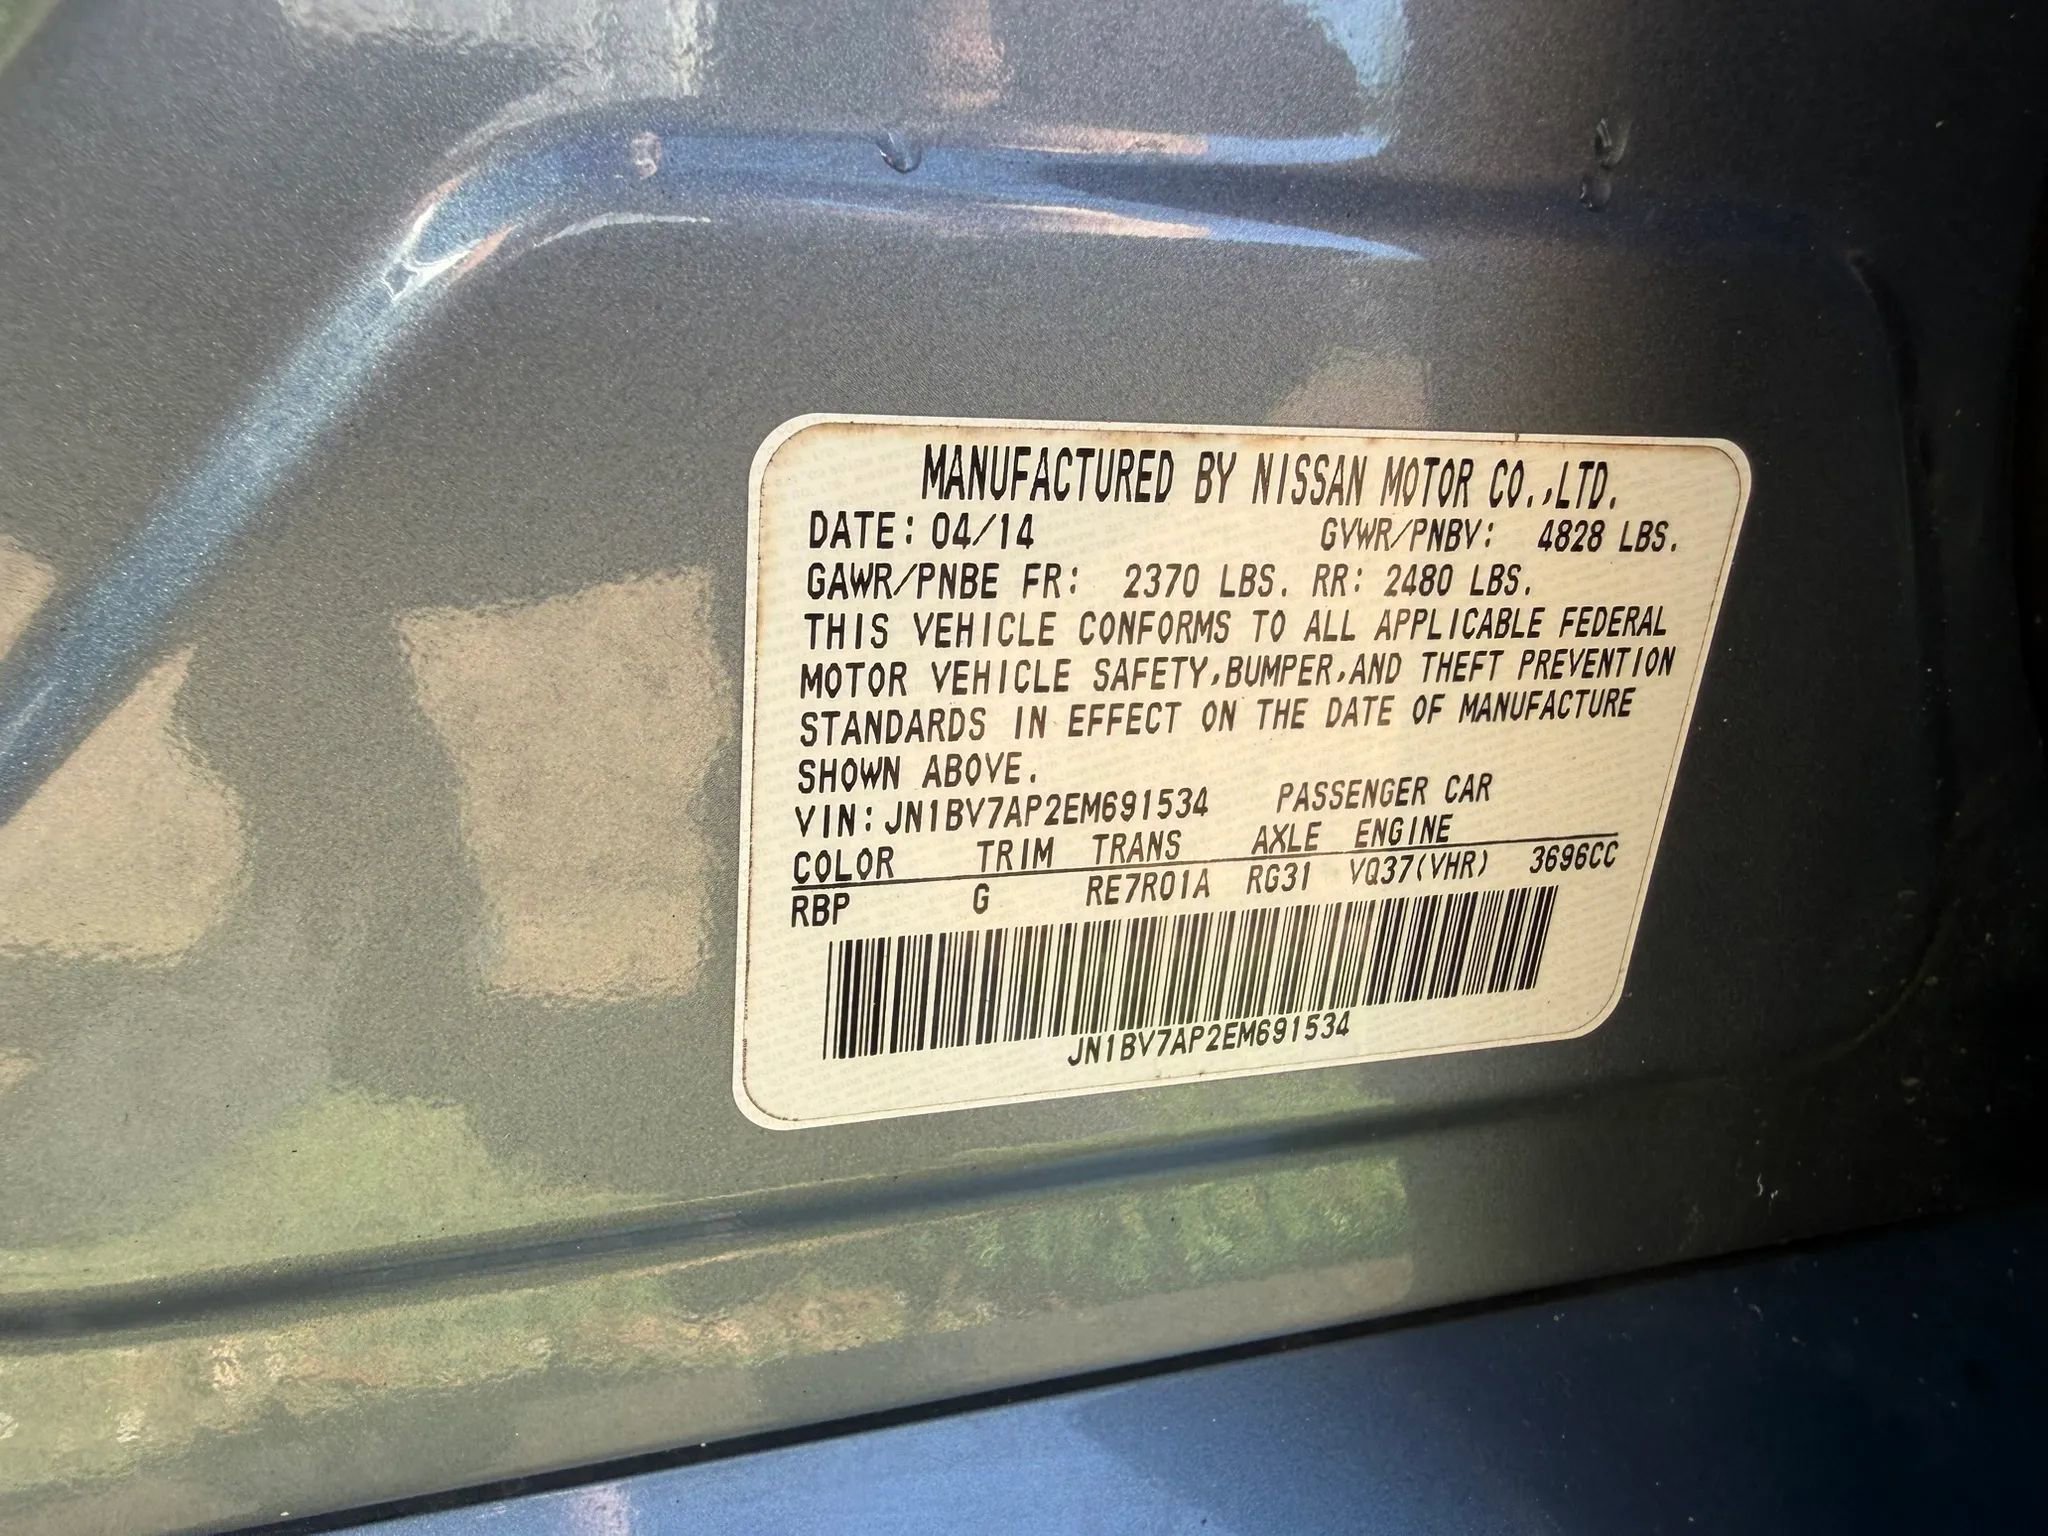 MANUFACTURED BY NISSAN MOTOR CO.,LTD.
DATE: 04/14 GVWR/PNBV: 4828 LBS.
GAWR/PNBE FR: 2370 LBS. RR: 2480 LBS.
THIS VEHICLE CONFORMS TO ALL APPLICABLE FEDERAL
MOTOR VEHICLE SAFETY,BUMPER,AND THEFT PREVENTION
STANDARDS IN EFFECT ON THE DATE OF MANUFACTURE
SHOWN ABOVE.
VIN: JN1BV7AP2EM691534 PASSENGER CAR
COLOR TRIM TRANS AXLE ENGINE
RBP G RE7R01A RG31 VQ37(VHR) 3696CC
JN1BV7AP2EM691534